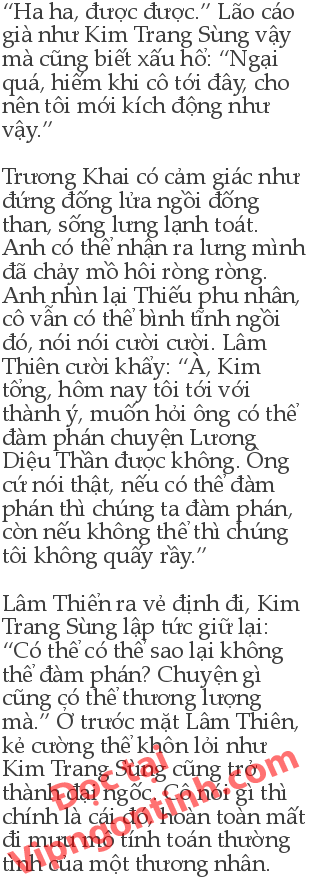 “Ha ha, được được.” Lão cáo
già như Kim Trang Sùng vậy
mà cũng biết xấu hổ: “Ngại
quá, hiếm khi cô tới đây, cho
nên tôi mới kích động như
vậy.”

Trương Khai có cảm giác như
đứng đống lửa ngồi đống
than, sống lưng lạnh toát.
Anh có thể nhận ra lưng mình
đã chảy mồ hôi ròng ròng.
Anh nhìn lại Thiếu phu nhân,
cô vẫn có thể bình tĩnh ngồi
đó, nói nói cười cười. Lâm
Thiên cười khẩy: “À, Kim
tổng, hôm nay tôi tới với
thành ý, muốn hỏi ông có thể
đàm phán chuyện Lương
Diệu Thần được không. Ông
cứ nói thật, nếu có thể đàm
phán thì chúng ta đàm phán,
còn nếu không thể thì chúng
tôi không quấy rầy.”

Lâm Thiển ra vẻ định đi, Kim
Trang Sùng lập tức giữ lại:
“Có thể có thể sao lại không
thể đàm phán? Chuyện gì
cũng có thể thương lượng
mà.” Ở trước mặt Lâm Thiên,
kẻ cường thế khôn lỏi như
Kim Trang Sùng cũng trở
thành đại ngốc. Cô nói gì thì
chính là cái đó, hoàn toàn mất
đi mưu mô tính toán thường
tình của một thương nhân.
Đọc tại
Vipngontinh.com